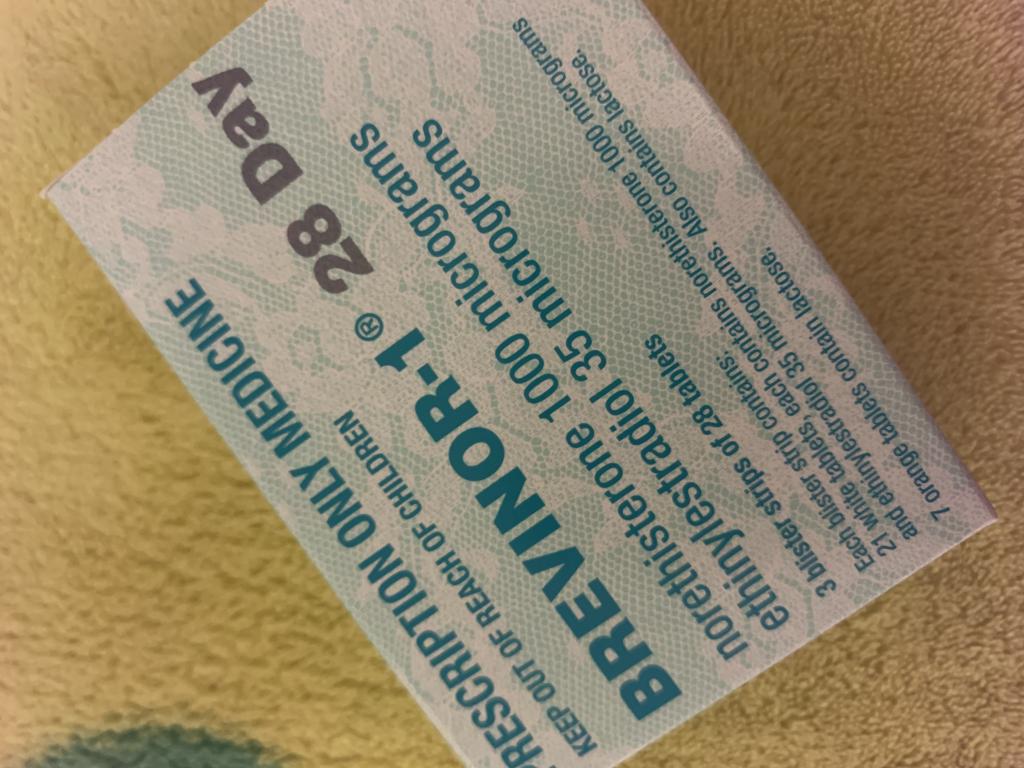 PRESCRIPTION ONLY MEDICINE
KEEP OUT OF REACH OF CHILDREN
BREVINOR-1® 28 Day
norethisterone 1000 micrograms
ethinylestradiol 35 micrograms
3 blister strips of 28 tablets
Each blister strip contains:
21 white tablets, each contains norethisterone 1000 micrograms
and ethinylestradiol 35 micrograms. Also contains lactose.
7 orange tablets contain lactose.